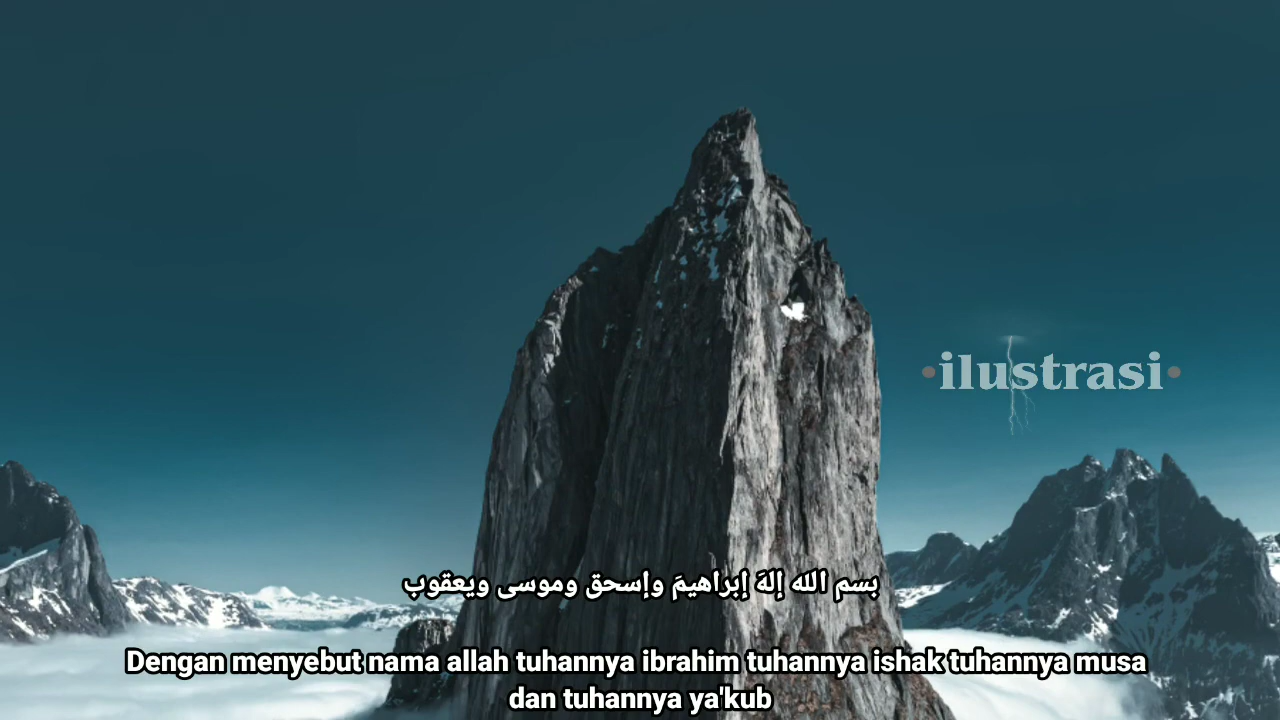 •ilustrasi•
بسم الله إلهَ إبراهيمَ وإسحق وموسى ويعقوب
Dengan menyebut nama allah tuhannya ibrahim tuhannya ishak tuhannya musa
dan tuhannya ya'kub